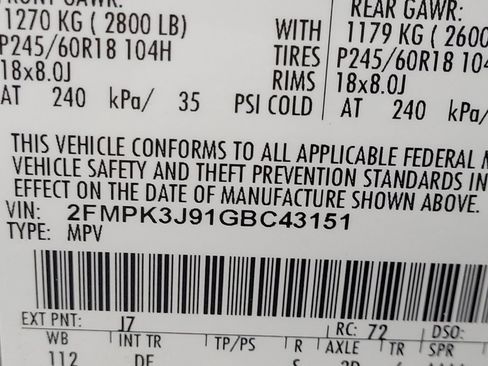 FRONT GAWR: REAR GAWR:
1270 KG ( 2800 LB) WITH 1179 KG ( 2600
P245/60R18 104H TIRES P245/60R18 104
18x8.0J RIMS 18x8.0J
AT 240 kPa/ 35 PSI COLD AT 240 kPa/
THIS VEHICLE CONFORMS TO ALL APPLICABLE FEDERAL
VEHICLE SAFETY AND THEFT PREVENTION STANDARDS IN
EFFECT ON THE DATE OF MANUFACTURE SHOWN ABOVE.
VIN: 2FMPK3J91GBC43151
TYPE: MPV
EXT PNT: J7 RC: 72 DSO:
WB INT TR TP/PS R AXLE TR SPR
112 DE